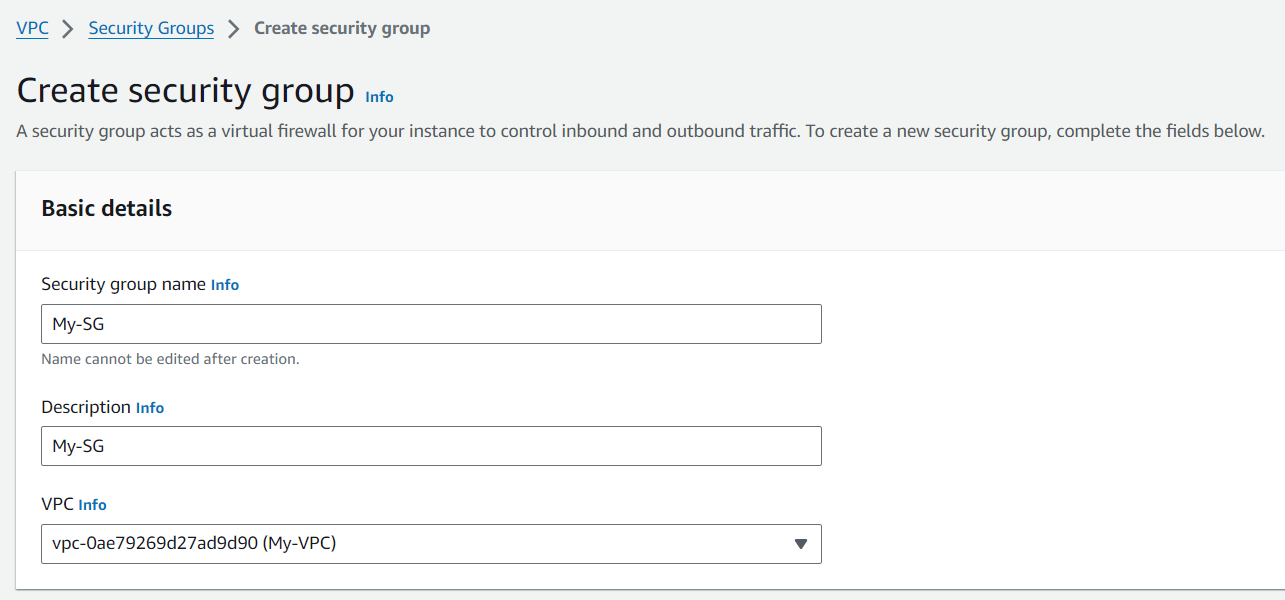 VPC > Security Groups > Create security group
Create security group Info
A security group acts as a virtual firewall for your instance to control inbound and outbound traffic. To create a new security group, complete the fields below.
Basic details
Security group name Info
My-SG
Name cannot be edited after creation.
Description Info
My-SG
VPC Info
vpc-0ae79269d27ad9d90 (My-VPC)